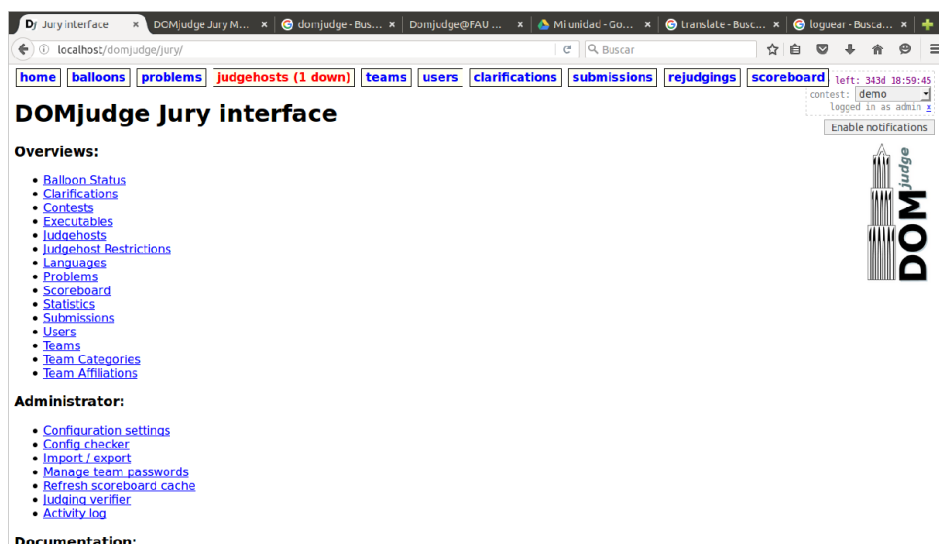 Jury interface × DOMjudge Jury M... × domjudge - Bus... × Domjudge@FAU ... × Mi unidad - Go... × translate - Busc... × loguear - Busca... ×
localhost/domjudge/jury/ Buscar
home balloons problems judgehosts (1 down) teams users clarifications submissions rejudgings scoreboard left: 343d 18:59:45
contest: demo
logged in as admin x
DOMjudge Jury interface
Enable notifications
DOMjudge
Overviews:
Balloon Status
Clarifications
Contests
Executables
Judgehosts
Judgehost Restrictions
Languages
Problems
Scoreboard
Statistics
Submissions
Users
Teams
Team Categories
Team Affiliations
Administrator:
Configuration settings
Config checker
Import / export
Manage team passwords
Refresh scoreboard cache
Judging verifier
Activity log
Documentation: